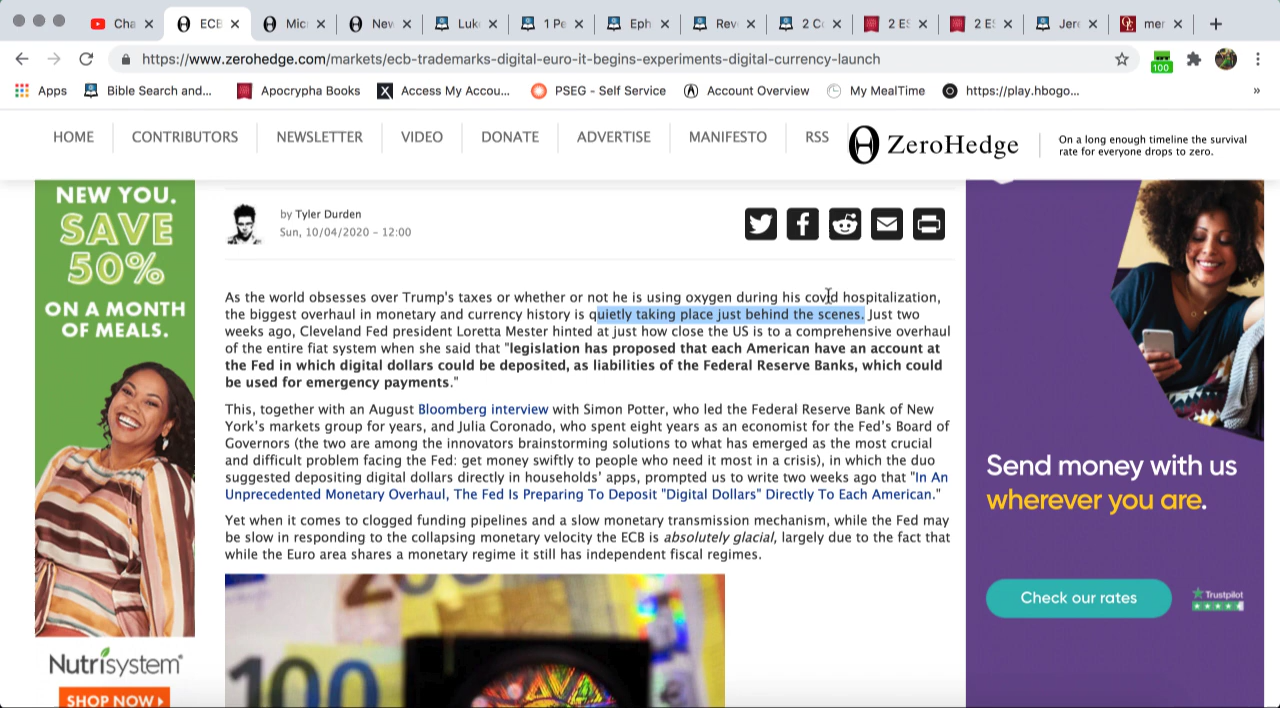 Cha
ECB
Mic
Nev
Luk
1 Pe
Eph
Rev
2 Co
2 ES
2 ES
Jere
mer
https://www.zerohedge.com/markets/ecb-trademarks-digital-euro-it-begins-experiments-digital-currency-launch
100
Apps
Bible Search and...
Apocrypha Books
Access My Accou...
PSEG - Self Service
Account Overview
My MealTime
https://play.hbogo...
»
HOME
CONTRIBUTORS
NEWSLETTER
VIDEO
DONATE
ADVERTISE
MANIFESTO
RSS
ZeroHedge
On a long enough timeline the survival
rate for everyone drops to zero.
NEW YOU.
SAVE
50%
ON A MONTH
OF MEALS.
Nutrisystem®
SHOP NOW
by Tyler Durden
Sun, 10/04/2020 - 12:00
As the world obsesses over Trump's taxes or whether or not he is using oxygen during his covid hospitalization,
the biggest overhaul in monetary and currency history is quietly taking place just behind the scenes. Just two
weeks ago, Cleveland Fed president Loretta Mester hinted at just how close the US is to a comprehensive overhaul
of the entire fiat system when she said that "legislation has proposed that each American have an account at
the Fed in which digital dollars could be deposited, as liabilities of the Federal Reserve Banks, which could
be used for emergency payments."
This, together with an August Bloomberg interview with Simon Potter, who led the Federal Reserve Bank of New
York's markets group for years, and Julia Coronado, who spent eight years as an economist for the Fed's Board of
Governors (the two are among the innovators brainstorming solutions to what has emerged as the most crucial
and difficult problem facing the Fed: get money swiftly to people who need it most in a crisis), in which the duo
suggested depositing digital dollars directly in households' apps, prompted us to write two weeks ago that "In An
Unprecedented Monetary Overhaul, The Fed Is Preparing To Deposit "Digital Dollars" Directly To Each American."
Yet when it comes to clogged funding pipelines and a slow monetary transmission mechanism, while the Fed may
be slow in responding to the collapsing monetary velocity the ECB is absolutely glacial, largely due to the fact that
while the Euro area shares a monetary regime it still has independent fiscal regimes.
100
Send money with us
wherever you are.
Check our rates
Trustpilot